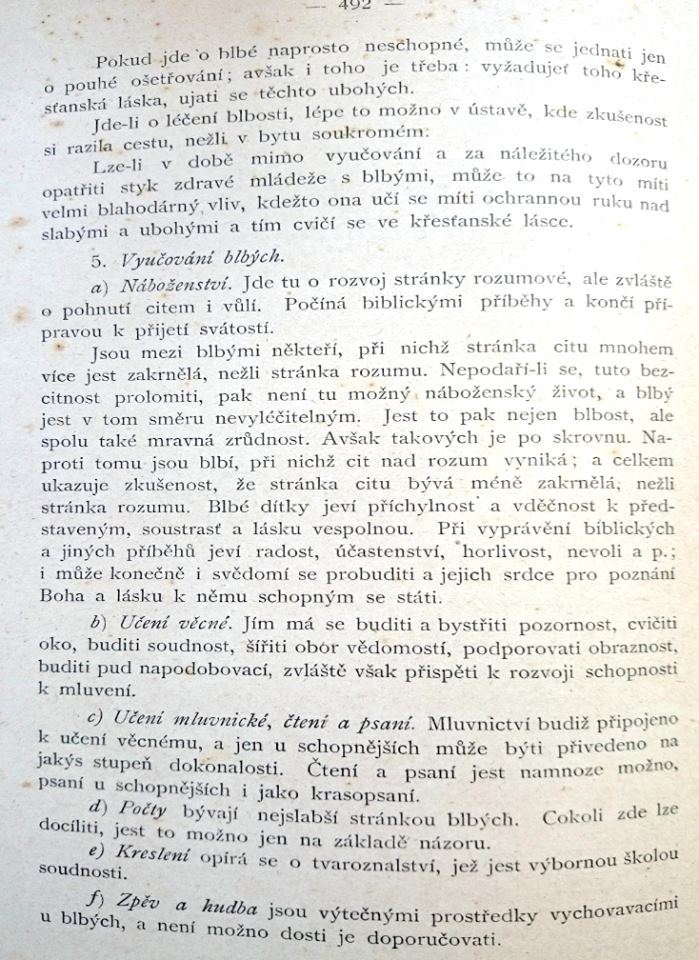 — 492 —
Pokud jde o blbé naprosto neschopné, může se jednati jen
o pouhé ošetřování; avšak i toho je třeba: vyžadujeť toho kře-
sťanská láska, ujati se těchto ubohých.
Jde-li o léčení blbosti, lépe to možno v ústavě, kde zkušenost
si razila cestu, nežli v bytu soukromém.
Lze-li v době mimo vyučování a za náležitého dozoru
opatřiti styk zdravé mládeže s blbými, může to na tyto míti
velmi blahodárný vliv, kdežto ona učí se míti ochrannou ruku nad
slabými a ubohými a tím cvičí se ve křesťanské lásce.
5. Vyučování blbých.
a) Náboženství. Jde tu o rozvoj stránky rozumové, ale zvláště
o pohnutí citem i vůlí. Počíná biblickými příběhy a končí pří-
pravou k přijetí svátostí.
Jsou mezi blbými někteří, při nichž stránka citu mnohem
více jest zakrnělá, nežli stránka rozumu. Nepodaří-li se, tuto bez-
citnost prolomiti, pak není tu možný náboženský život, a blbý
jest v tom směru nevyléčitelným. Jest to pak nejen blbost, ale
spolu také mravná zrůdnost. Avšak takových je po skrovnu. Na-
proti tomu jsou blbí, při nichž cit nad rozum vyniká; a celkem
ukazuje zkušenost, že stránka citu bývá méně zakrnělá, nežli
stránka rozumu. Blbé dítky jeví příchylnost a vděčnost k před-
staveným, soustrast a lásku vespolnou. Při vyprávění biblických
a jiných příběhů jeví radost, účastenství, horlivost, nevoli a p.;
i může konečně i svědomí se probuditi a jejich srdce pro poznání
Boha a lásku k němu schopným se státi.
b) Učení věcné. Jím má se buditi a bystřiti pozornost, cvičiti
oko, buditi soudnost, šířiti obor vědomostí, podporovati obraznost,
buditi pud napodobovací, zvláště však přispěti k rozvoji schopnosti
k mluvení.
c) Učení mluvnické, čtení a psaní. Mluvnictví budiž připojeno
k učení věcnému, a jen u schopnějších může býti přivedeno na
jakýs stupeň dokonalosti. Čtení a psaní jest namnoze možno,
psaní u schopnějších i jako krasopsaní.
d) Počty bývají nejslabší stránkou blbých. Cokoli zde lze
docíliti, jest to možno jen na základě názoru.
e) Kreslení opírá se o tvaroznalství, jež jest výbornou školou
soudnosti.
f) Zpěv a hudba jsou výtečnými prostředky vychovavacími
u blbých, a není možno dosti je doporučovati.